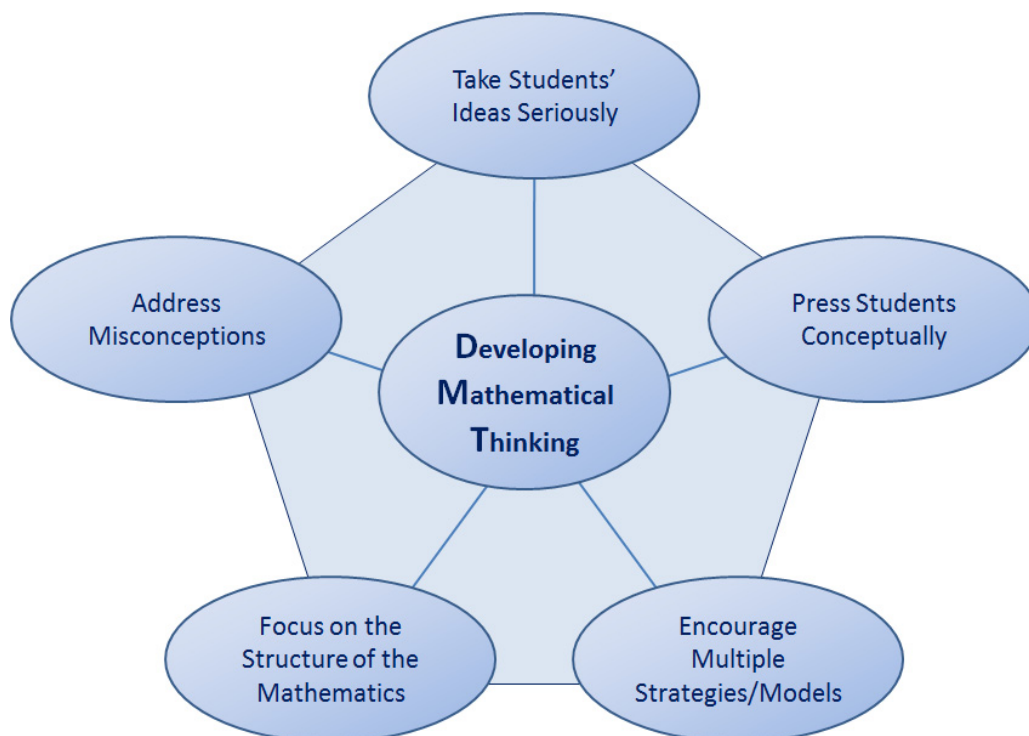 Take Students’
Ideas Seriously
Address
Misconceptions
Press Students
Conceptually
Developing
Mathematical
Thinking
Focus on the
Structure of the
Mathematics
Encourage
Multiple
Strategies/Models